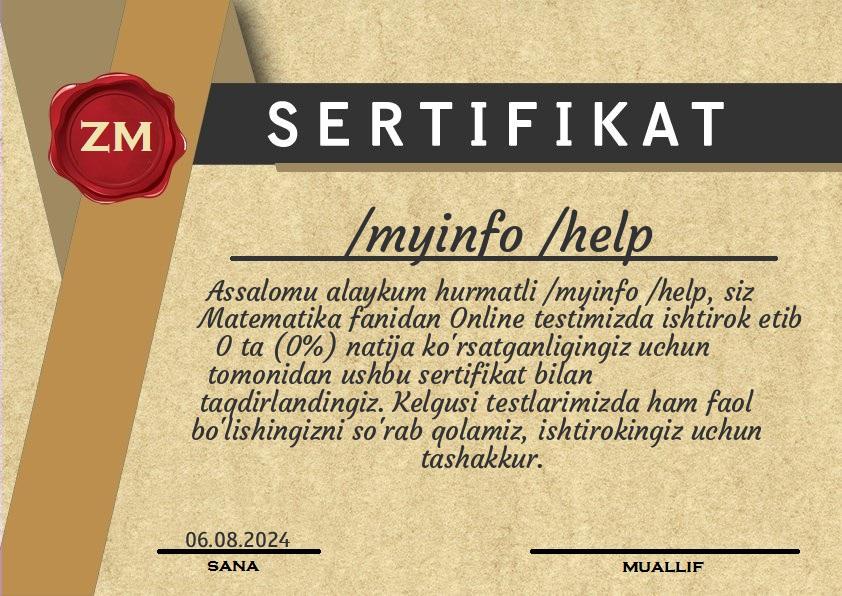 SERTIFIKAT
ZM
/myinfo /help
Assalomu alaykum hurmatli /myinfo /help, siz
Matematika fanidan Online testimizda ishtirok etib
0 ta (0%) natija ko'rsatganligingiz uchun
tomonidan ushbu sertifikat bilan
taqdirlandingiz. Kelgusi testlarimizda ham faol
bo'lishingizni so'rab qolamiz, ishtirokingiz uchun
tashakkur.
06.08.2024
SANA
MUALLIF